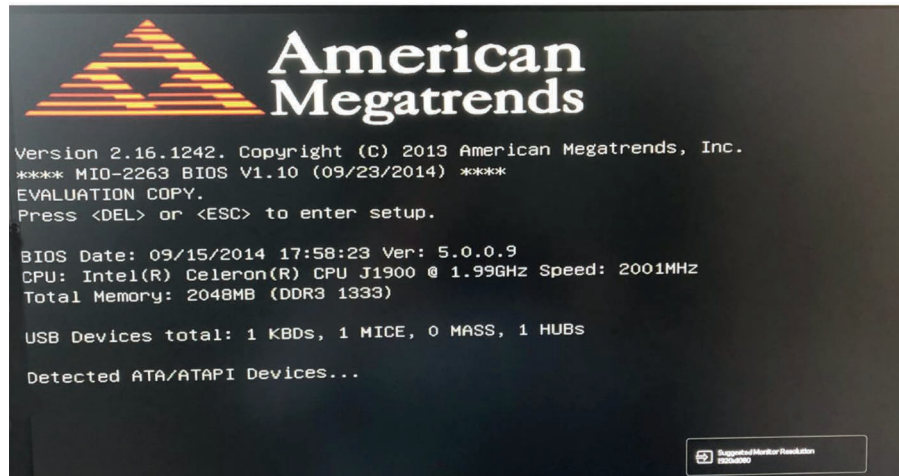 American
Megatrends
Version 2.16.1242. Copyright (C) 2013 American Megatrends, Inc.
**** MIO-2263 BIOS V1.10 (09/23/2014) ****
EVALUATION COPY.
Press <DEL> or <ESC> to enter setup.
BIOS Date: 09/15/2014 17:58:23 Ver: 5.0.0.9
CPU: Intel(R) Celeron(R) CPU J1900 @ 1.99GHz Speed: 2001MHz
Total Memory: 2048MB (DDR3 1333)
USB Devices total: 1 KBDs, 1 MICE, 0 MASS, 1 HUBs
Detected ATA/ATAPI Devices...
Suggested Monitor Resolution
1920x1080